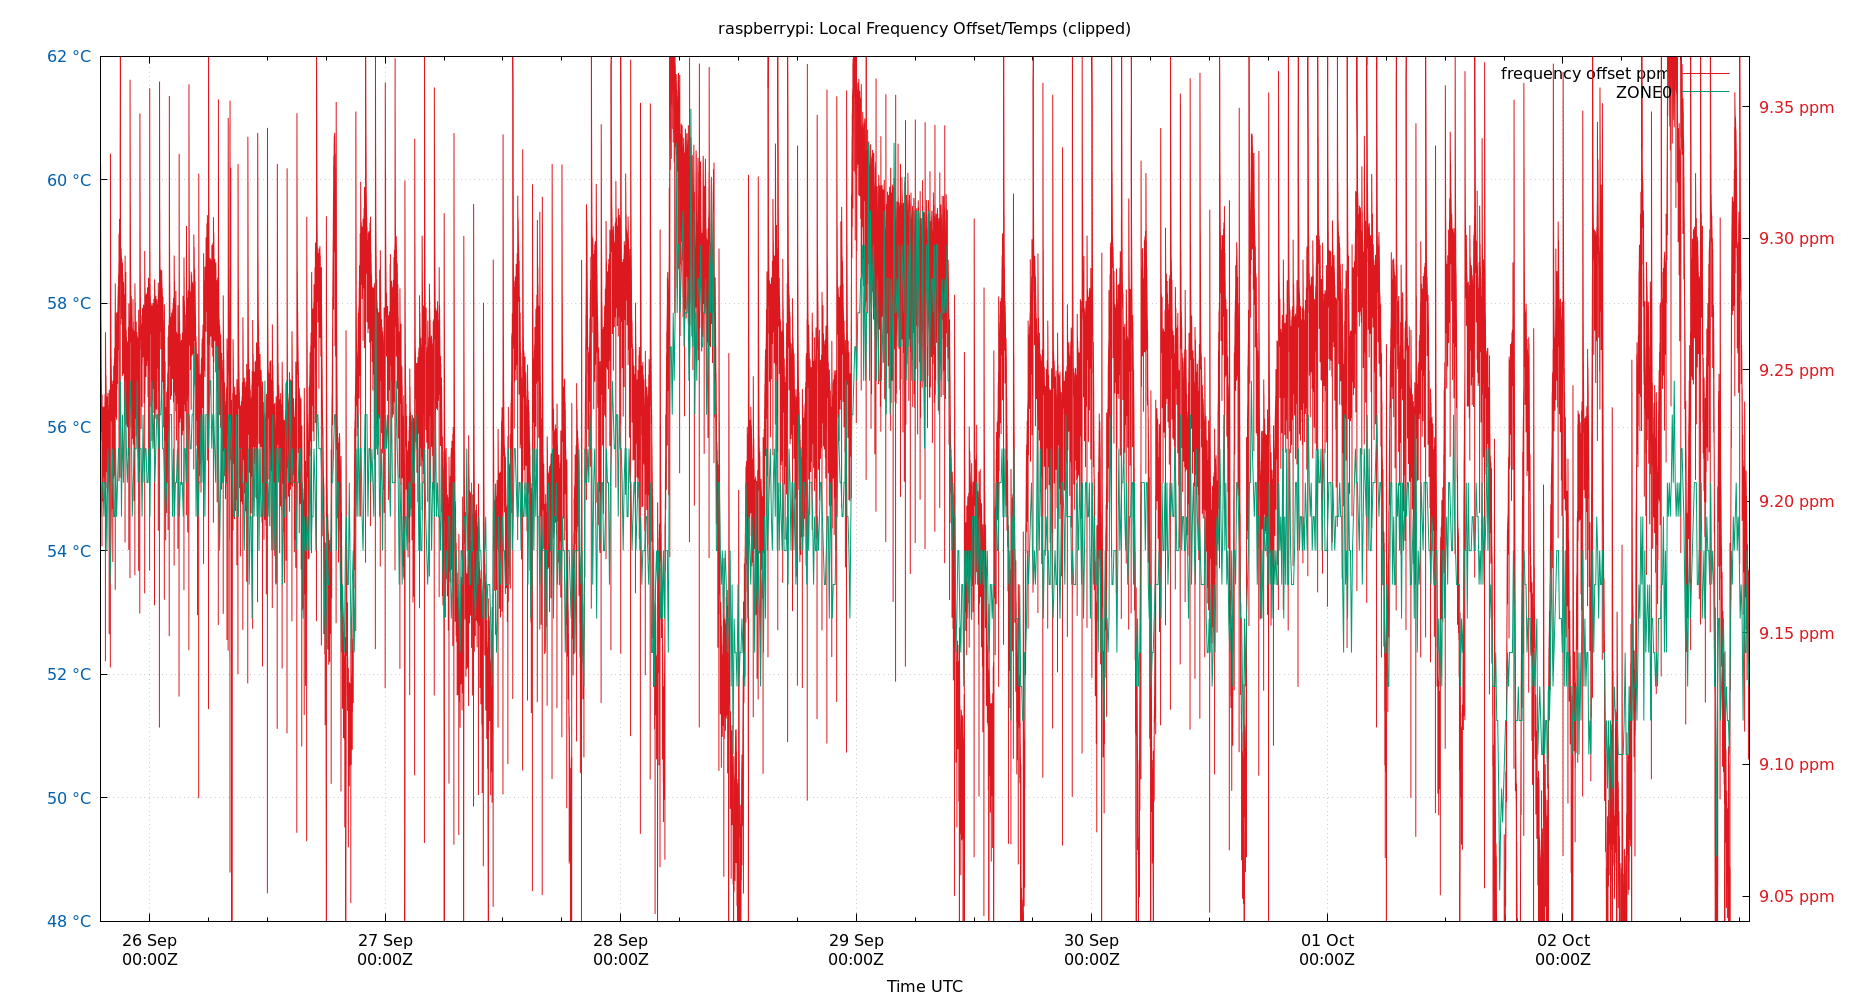 raspberrypi: Local Frequency Offset/Temps (clipped)
62 °C
60 °C
58 °C
56 °C
54 °C
52 °C
50 °C
48 °C
frequency offset ppm
ZONE0
9.35 ppm
9.30 ppm
9.25 ppm
9.20 ppm
9.15 ppm
9.10 ppm
9.05 ppm
26 Sep
00:00Z
27 Sep
00:00Z
28 Sep
00:00Z
29 Sep
00:00Z
30 Sep
00:00Z
01 Oct
00:00Z
02 Oct
00:00Z
Time UTC